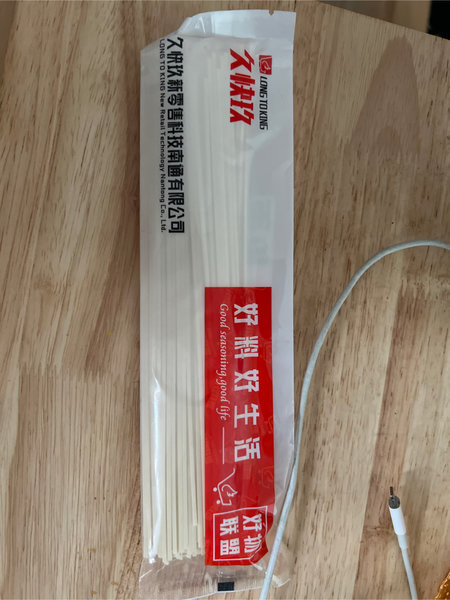 LONG TO KING
久快玖
久快玖新零售科技南通有限公司
LONG TO KING New Retail Technology Nantong Co., Ltd.
好料好生活
Good seasoning,good life
好物
联盟